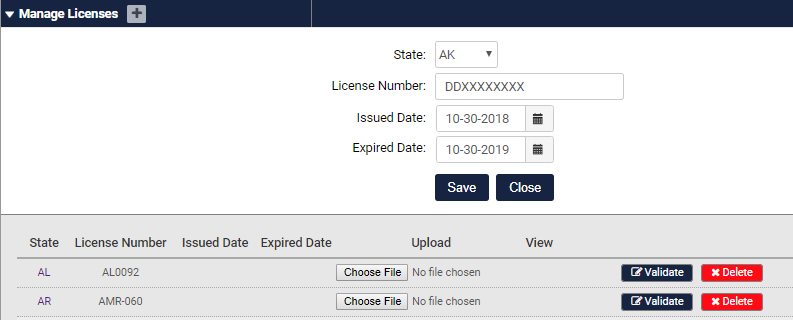 Manage Licenses
State: AK
License Number: DDXXXXXXXX
Issued Date: 10-30-2018
Expired Date: 10-30-2019
Save Close
State License Number Issued Date Expired Date Upload View
AL AL0092 Choose File No file chosen Validate Delete
AR AMR-060 Choose File No file chosen Validate Delete